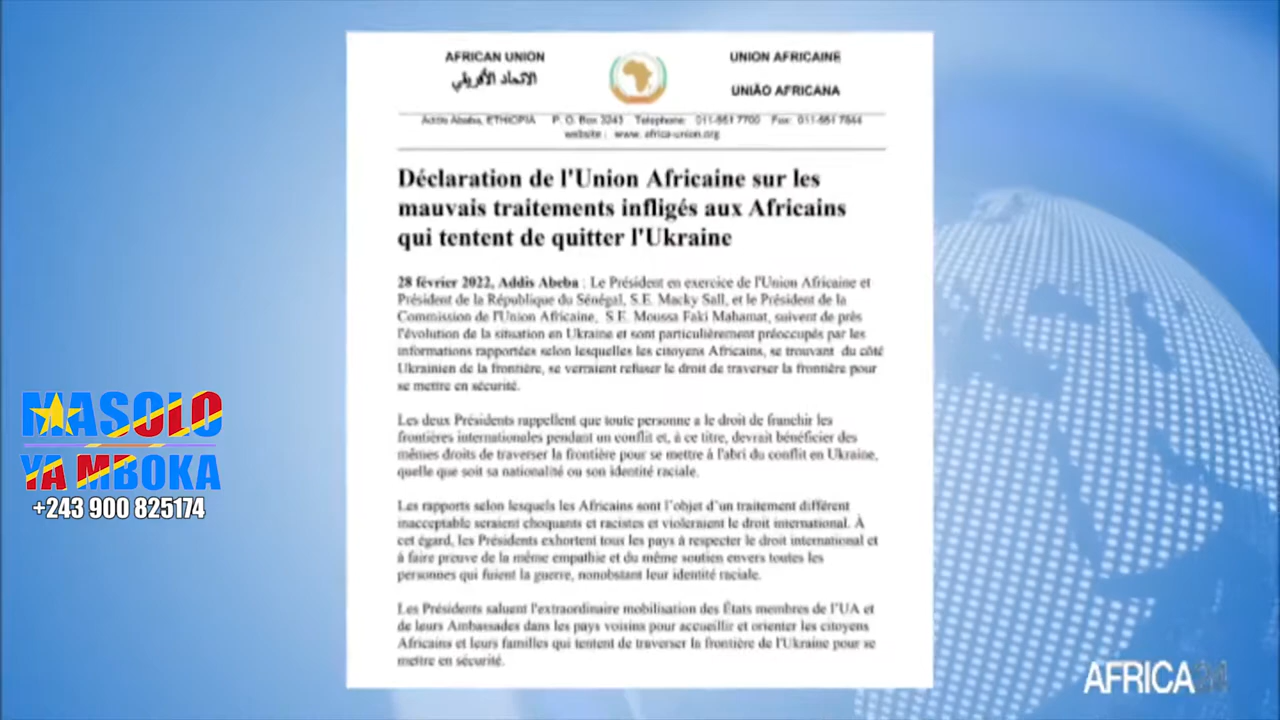 AFRICAN UNION
الاتحاد الأفريقي
UNION AFRICAINE
UNIÃO AFRICANA
Addis Ababa, ETHIOPIA P. O. Box 3243 Telephone: 011-551 7700 Fax: 011-551 7844
website : www. africa-union.org
Déclaration de l'Union Africaine sur les
mauvais traitements infligés aux Africains
qui tentent de quitter l'Ukraine
28 février 2022, Addis Abeba : Le Président en exercice de l'Union Africaine et
Président de la République du Sénégal, S.E. Macky Sall, et le Président de la
Commission de l'Union Africaine, S.E. Moussa Faki Mahamat, suivent de près
l'évolution de la situation en Ukraine et sont particulièrement préoccupés par les
informations rapportées selon lesquelles les citoyens Africains, se trouvant du côté
Ukrainien de la frontière, se verraient refuser le droit de traverser la frontière pour
se mettre en sécurité.
Les deux Présidents rappellent que toute personne a le droit de franchir les
frontières internationales pendant un conflit et, à ce titre, devrait bénéficier des
mêmes droits de traverser la frontière pour se mettre à l'abri du conflit en Ukraine,
quelle que soit sa nationalité ou son identité raciale.
Les rapports selon lesquels les Africains sont l'objet d'un traitement différent
inacceptable seraient choquants et racistes et violeraient le droit international. À
cet égard, les Présidents exhortent tous les pays à respecter le droit international et
à faire preuve de la même empathie et du même soutien envers toutes les
personnes qui fuient la guerre, nonobstant leur identité raciale.
Les Présidents saluent l'extraordinaire mobilisation des États membres de l'UA et
de leurs Ambassades dans les pays voisins pour accueillir et orienter les citoyens
Africains et leurs familles qui tentent de traverser la frontière de l'Ukraine pour se
mettre en sécurité.
MASOLO
YA MBOKA
+243 900 825174
AFRICA24